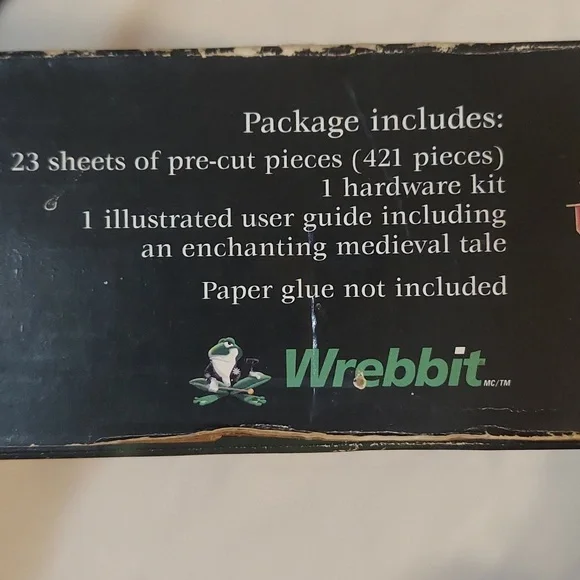 Package includes:
23 sheets of pre-cut pieces (421 pieces)
1 hardware kit
1 illustrated user guide including
an enchanting medieval tale
Paper glue not included
Wrebbit MC/TM